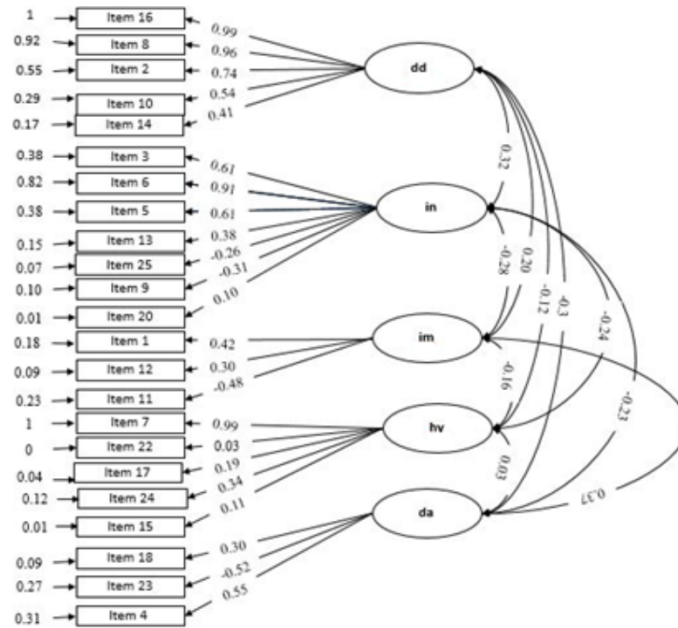 1 Item 16 0.99
0.92 Item 8 0.96
0.55 Item 2 0.74
dd
0.29 Item 10 0.54
0.17 Item 14 0.41
0.38 Item 3 0.61
0.32
0.82 Item 6 0.91
0.38 Item 5 0.61
in
0.15 Item 13 0.38
0.07 Item 25 -0.26
0.10 Item 9 -0.31
-0.28 0.20 -0.12 -0.3 -0.24
0.01 Item 20 0.10
0.18 Item 1 0.42
im
0.09 Item 12 0.30
-0.16
-0.23
0.23 Item 11 -0.48
1 Item 7 0.99
hv
0 Item 22 0.03
0.04 Item 17 0.19
0.03
0.12 Item 24 0.34
0.37
0.01 Item 15 0.11
da
0.09 Item 18 0.30
0.27 Item 23 -0.52
0.31 Item 4 0.55